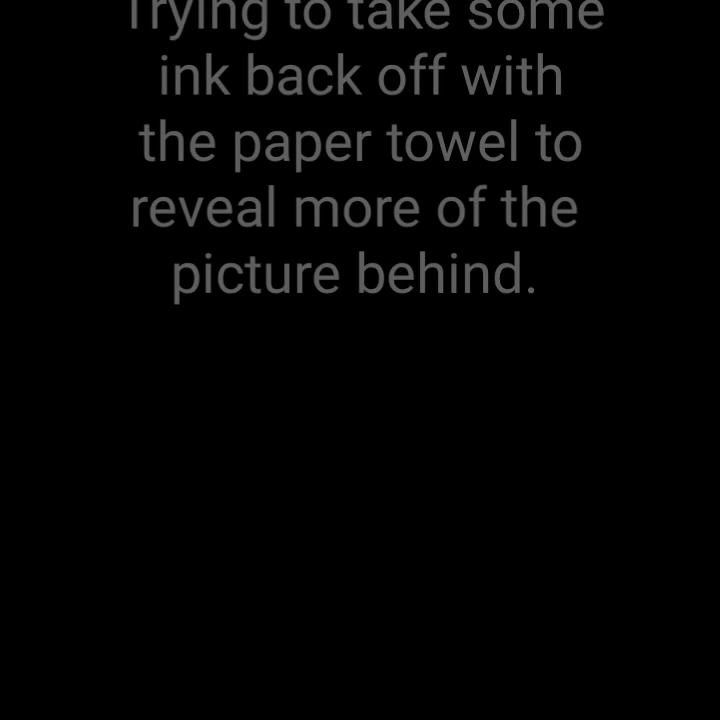 Trying to take some
ink back off with
the paper towel to
reveal more of the
picture behind.